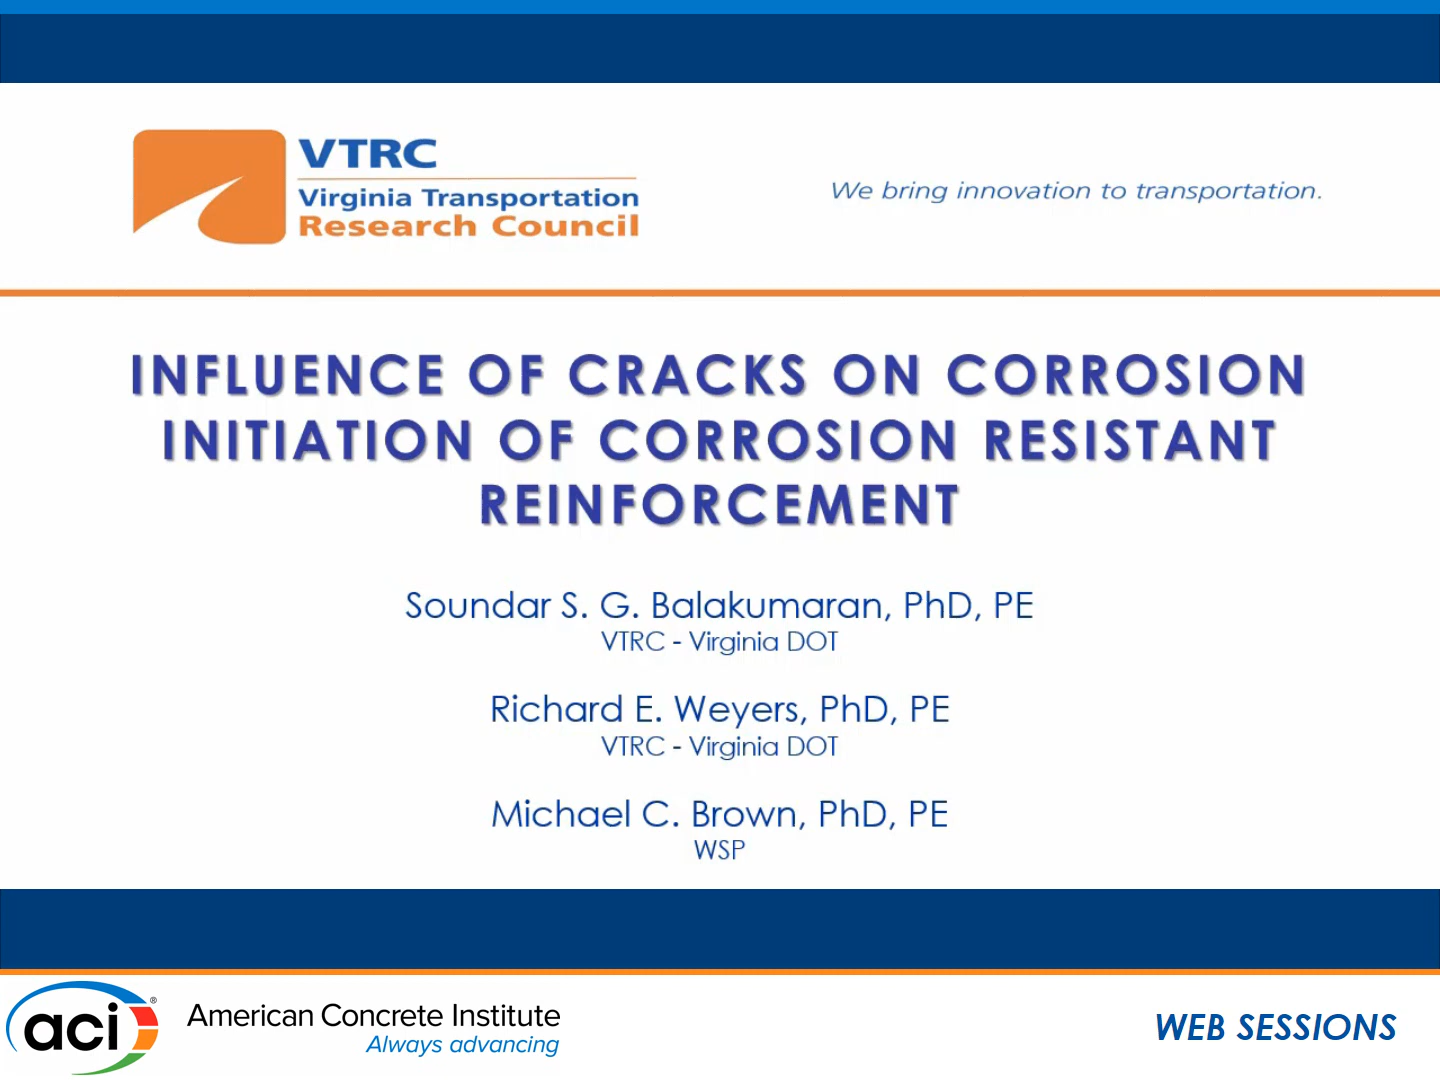 VTRC
Virginia Transportation
Research Council
We bring innovation to transportation.
INFLUENCE OF CRACKS ON CORROSION
INITIATION OF CORROSION RESISTANT
REINFORCEMENT
Soundar S. G. Balakumaran, PhD, PE
VTRC - Virginia DOT
Richard E. Weyers, PhD, PE
VTRC - Virginia DOT
Michael C. Brown, PhD, PE
WSP
aci®
American Concrete Institute
Always advancing
WEB SESSIONS